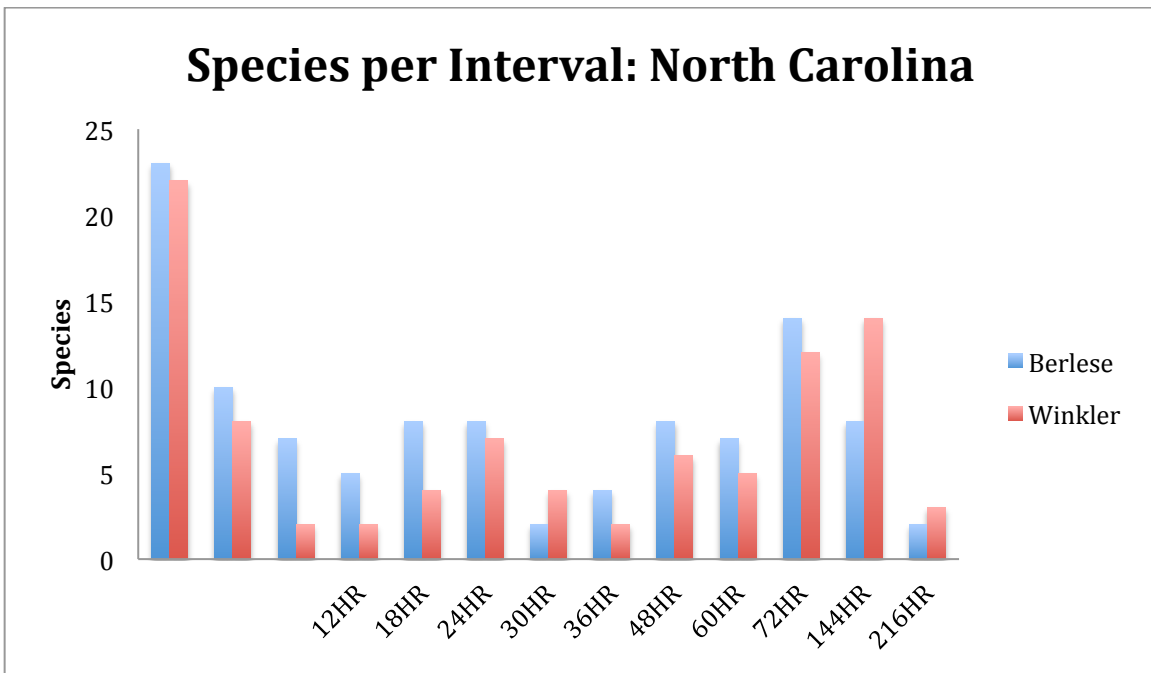 Species per Interval: North Carolina
25
20
15
10
5
0
Species
12HR
18HR
24HR
30HR
36HR
48HR
60HR
72HR
144HR
216HR
Berlese
Winkler